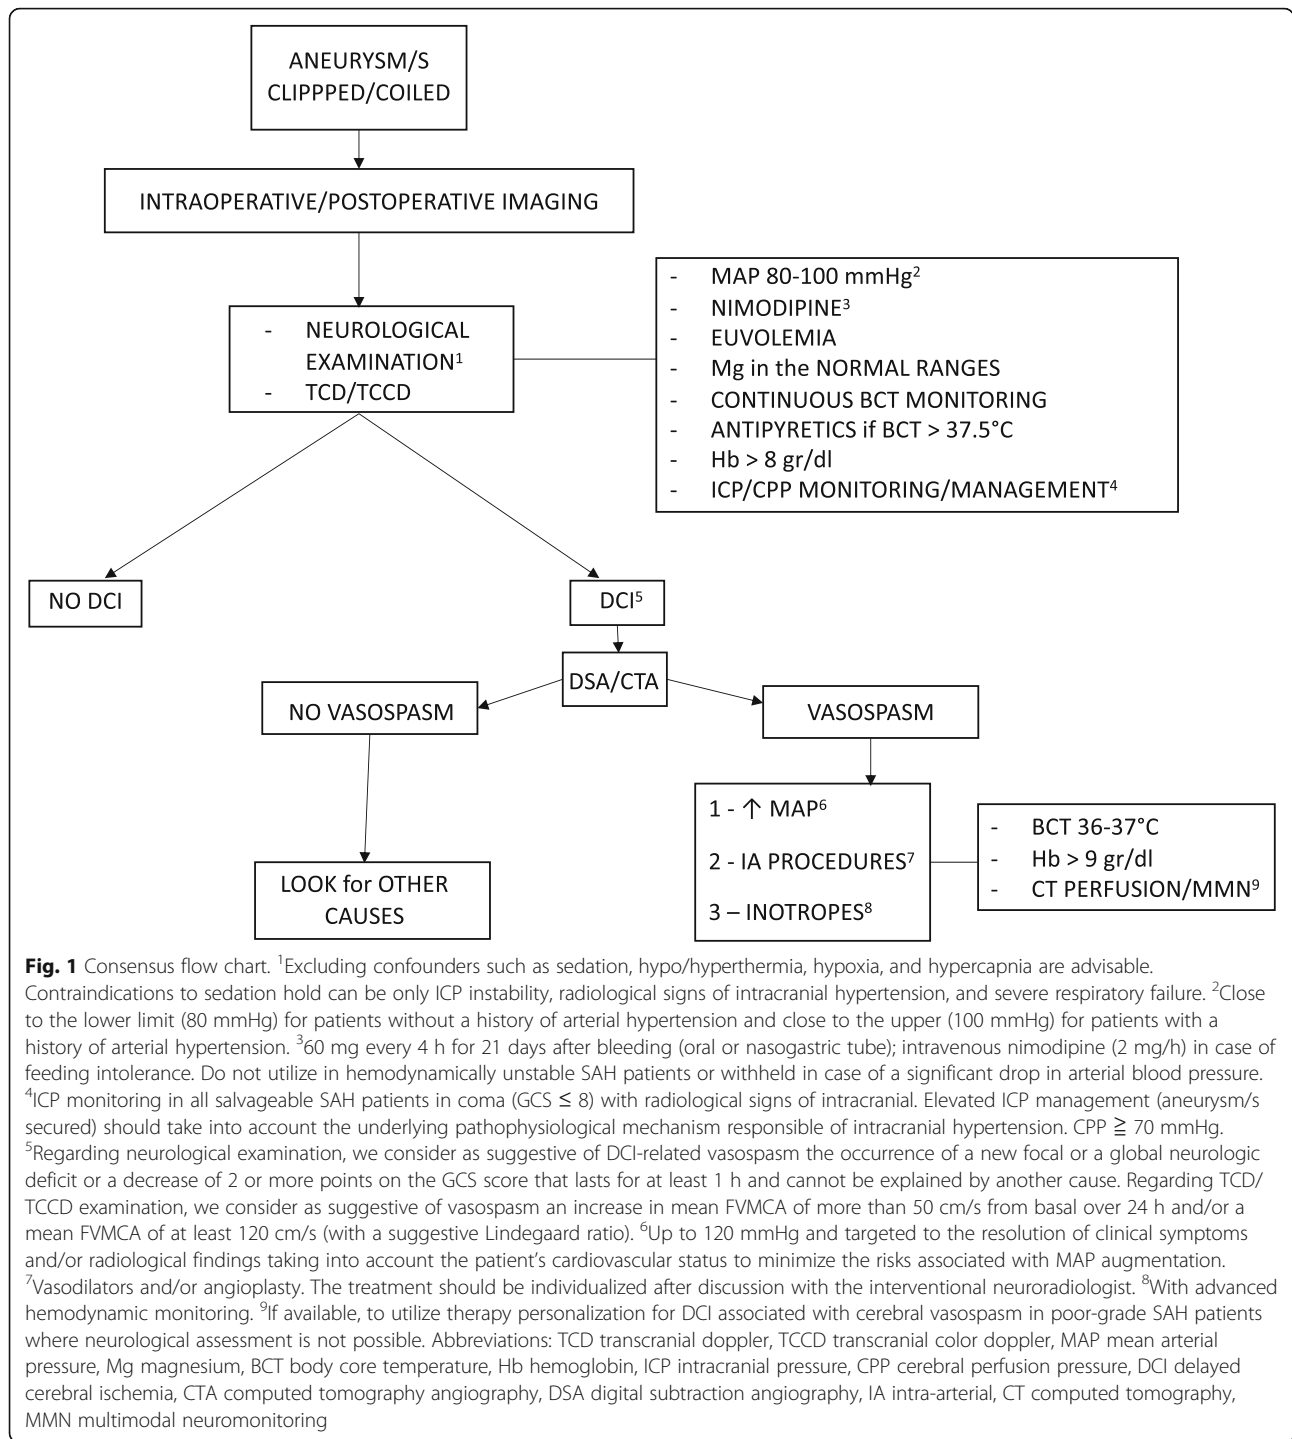 ANEURYSM/S
CLIPPPED/COILED
INTRAOPERATIVE/POSTOPERATIVE IMAGING
- NEUROLOGICAL
EXAMINATION¹
- TCD/TCCD
- MAP 80-100 mmHg²
- NIMODIPINE³
- EUVOLEMIA
- Mg in the NORMAL RANGES
- CONTINUOUS BCT MONITORING
- ANTIPYRETICS if BCT > 37.5°C
- Hb > 8 gr/dl
- ICP/CPP MONITORING/MANAGEMENT⁴
NO DCI
DCI⁵
DSA/CTA
NO VASOSPASM
VASOSPASM
LOOK for OTHER
CAUSES
1 - ↑ MAP⁶
2 - IA PROCEDURES⁷
3 – INOTROPES⁸
- BCT 36-37°C
- Hb > 9 gr/dl
- CT PERFUSION/MMN⁹
Fig. 1 Consensus flow chart. ¹Excluding confounders such as sedation, hypo/hyperthermia, hypoxia, and hypercapnia are advisable.
Contraindications to sedation hold can be only ICP instability, radiological signs of intracranial hypertension, and severe respiratory failure. ²Close
to the lower limit (80 mmHg) for patients without a history of arterial hypertension and close to the upper (100 mmHg) for patients with a
history of arterial hypertension. ³60 mg every 4 h for 21 days after bleeding (oral or nasogastric tube); intravenous nimodipine (2 mg/h) in case of
feeding intolerance. Do not utilize in hemodynamically unstable SAH patients or withheld in case of a significant drop in arterial blood pressure.
⁴ICP monitoring in all salvageable SAH patients in coma (GCS ≤ 8) with radiological signs of intracranial. Elevated ICP management (aneurysm/s
secured) should take into account the underlying pathophysiological mechanism responsible of intracranial hypertension. CPP ≧ 70 mmHg.
⁵Regarding neurological examination, we consider as suggestive of DCI-related vasospasm the occurrence of a new focal or a global neurologic
deficit or a decrease of 2 or more points on the GCS score that lasts for at least 1 h and cannot be explained by another cause. Regarding TCD/
TCCD examination, we consider as suggestive of vasospasm an increase in mean FVMCA of more than 50 cm/s from basal over 24 h and/or a
mean FVMCA of at least 120 cm/s (with a suggestive Lindegaard ratio). ⁶Up to 120 mmHg and targeted to the resolution of clinical symptoms
and/or radiological findings taking into account the patient's cardiovascular status to minimize the risks associated with MAP augmentation.
⁷Vasodilators and/or angioplasty. The treatment should be individualized after discussion with the interventional neuroradiologist. ⁸With advanced
hemodynamic monitoring. ⁹If available, to utilize therapy personalization for DCI associated with cerebral vasospasm in poor-grade SAH patients
where neurological assessment is not possible. Abbreviations: TCD transcranial doppler, TCCD transcranial color doppler, MAP mean arterial
pressure, Mg magnesium, BCT body core temperature, Hb hemoglobin, ICP intracranial pressure, CPP cerebral perfusion pressure, DCI delayed
cerebral ischemia, CTA computed tomography angiography, DSA digital subtraction angiography, IA intra-arterial, CT computed tomography,
MMN multimodal neuromonitoring